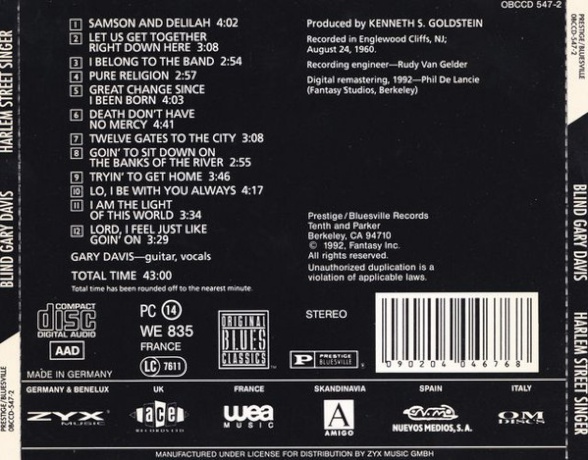 OBCCD 547-2
HARLEM STREET SINGER
BLIND GARY DAVIS
PRESTIGE/BLUESVILLE
OBCCD-547-2
1 SAMSON AND DELILAH 4:02
2 LET US GET TOGETHER
RIGHT DOWN HERE 3:08
3 I BELONG TO THE BAND 2:54
4 PURE RELIGION 2:57
5 GREAT CHANGE SINCE
I BEEN BORN 4:03
6 DEATH DON'T HAVE
NO MERCY 4:41
7 TWELVE GATES TO THE CITY 3:08
8 GOIN' TO SIT DOWN ON
THE BANKS OF THE RIVER 2:55
9 TRYIN' TO GET HOME 3:46
10 LO, I BE WITH YOU ALWAYS 4:17
11 I AM THE LIGHT
OF THIS WORLD 3:34
12 LORD, I FEEL JUST LIKE
GOIN' ON 3:29
GARY DAVIS—guitar, vocals
TOTAL TIME 43:00
Total time has been rounded off to the nearest minute.
Produced by KENNETH S. GOLDSTEIN
Recorded in Englewood Cliffs, NJ;
August 24, 1960.
Recording engineer—Rudy Van Gelder
Digital remastering, 1992—Phil De Lancie
(Fantasy Studios, Berkeley)
Prestige/Bluesville Records
Tenth and Parker
Berkeley, CA 94710
© 1992, Fantasy Inc.
All rights reserved.
Unauthorized duplication is a
violation of applicable laws.
COMPACT
disc
DIGITAL AUDIO
AAD
MADE IN GERMANY
PC 14
WE 835
FRANCE
LC 7611
ORIGINAL
BLUES
CLASSICS
STEREO
P PRESTIGE
BLUESVILLE
0 90204 046768
GERMANY & BENELUX
ZYX
MUSIC
UK
ace
RECORDS LTD
FRANCE
wea
MUSIC
SKANDINAVIA
A
AMIGO
SPAIN
NUEVOS MEDIOS, S.A.
ITALY
OM
DISCS
MANUFACTURED UNDER LICENSE FOR DISTRIBUTION BY ZYX MUSIC GMBH
PRESTIGE/BLUESVILLE
OBCCD-547-2
BLIND GARY DAVIS
HARLEM STREET SINGER